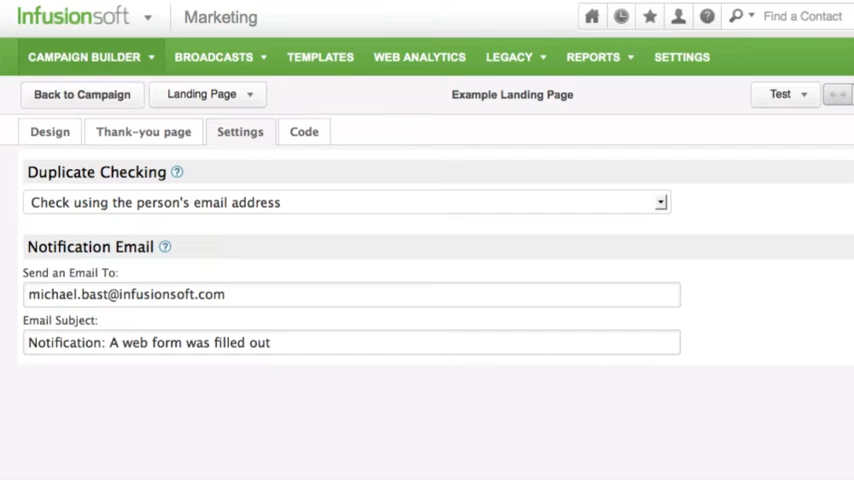 Infusionsoft Marketing Find a Contact
CAMPAIGN BUILDER BROADCASTS TEMPLATES WEB ANALYTICS LEGACY REPORTS SETTINGS
Back to Campaign Landing Page Example Landing Page Test
Design Thank-you page Settings Code
Duplicate Checking ?
Check using the person's email address
Notification Email ?
Send an Email To:
michael.bast@infusionsoft.com
Email Subject:
Notification: A web form was filled out